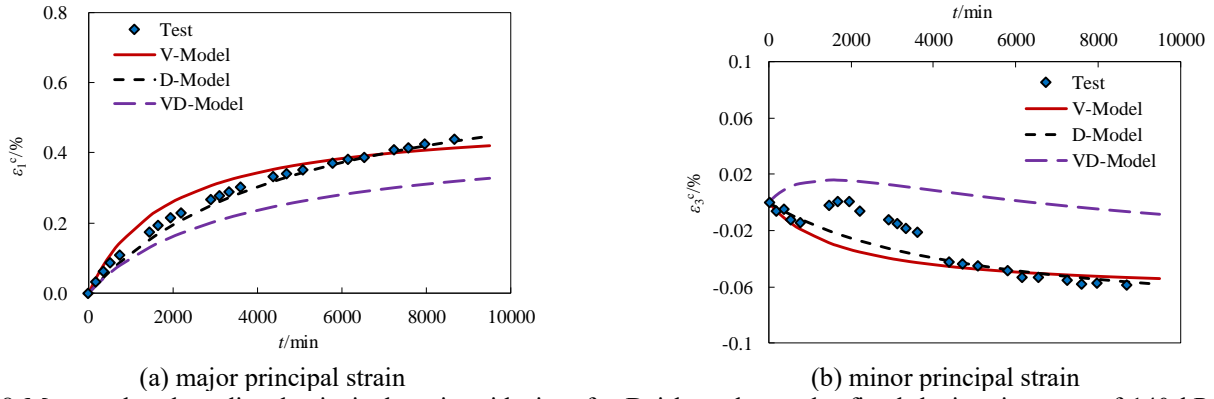 0.8
0.6
0.4
0.2
0.0
ε₁ᶜ/%
Test
V-Model
D-Model
VD-Model
0 2000 4000 6000 8000 10000
t/min
(a) major principal strain
t/min
0 2000 4000 6000 8000 10000
0.1
0.06
0.02
-0.02
-0.06
-0.1
ε₃ᶜ/%
Test
V-Model
D-Model
VD-Model
(b) minor principal strain